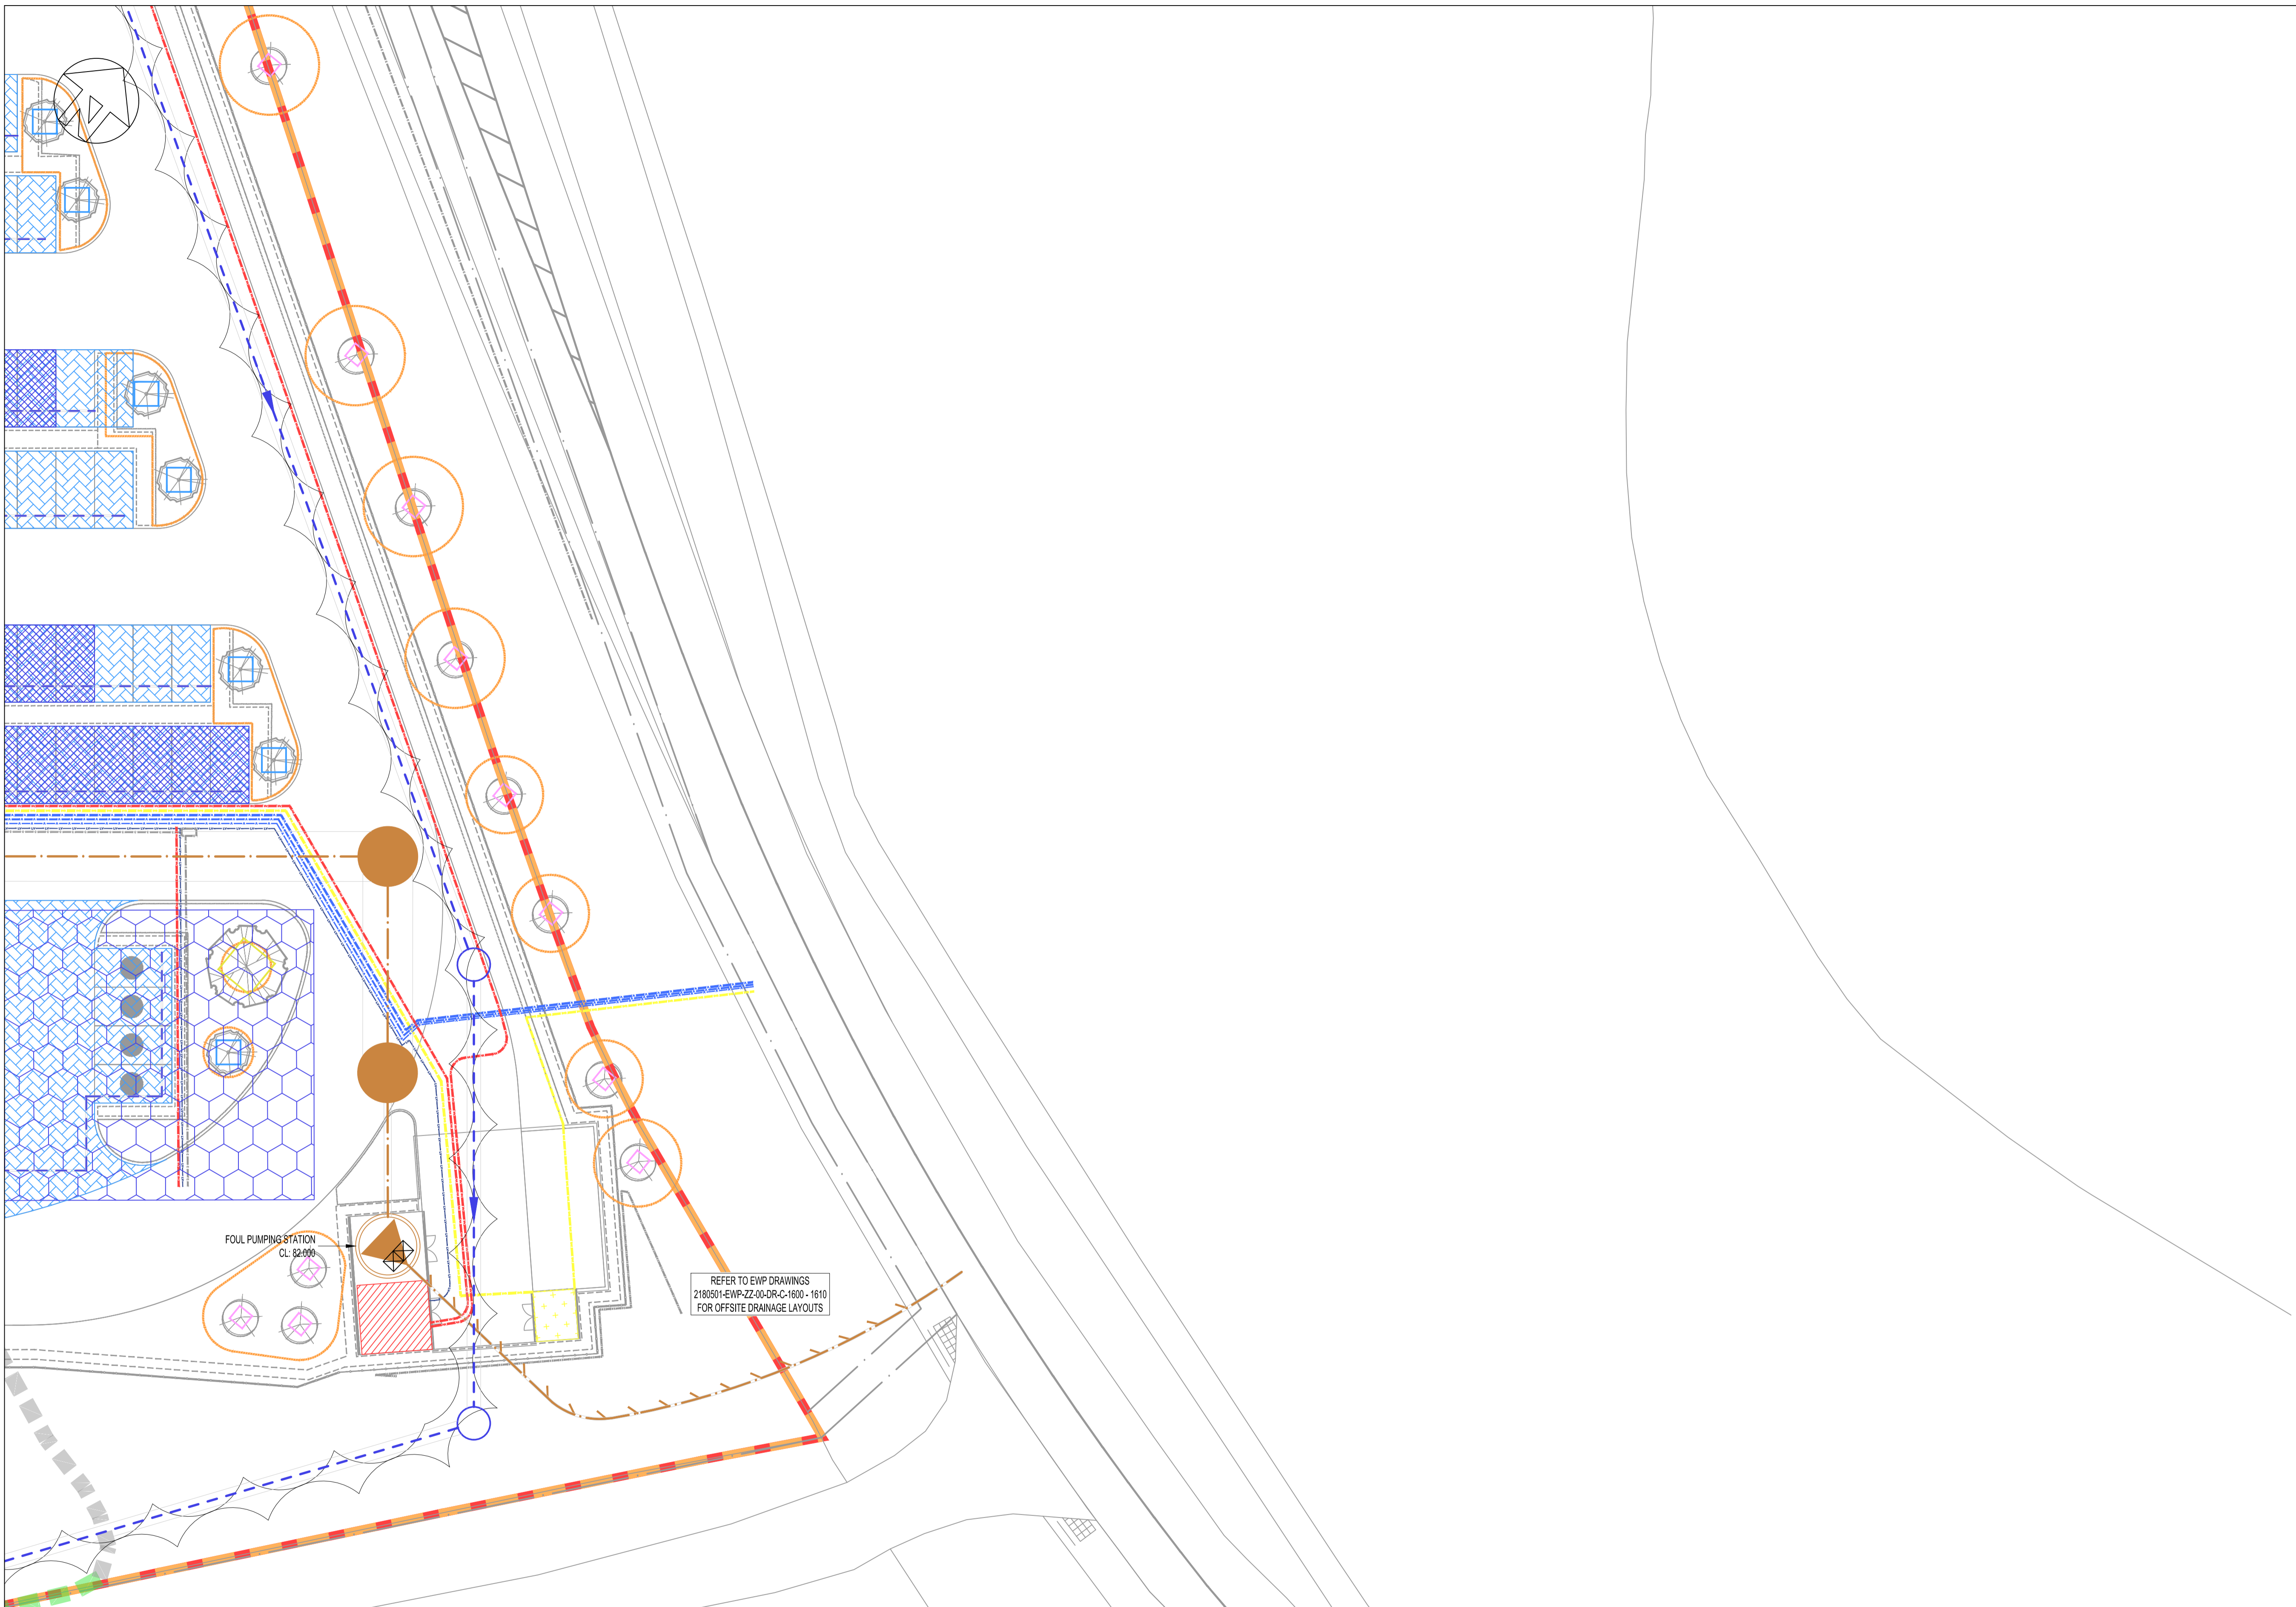 FOUL PUMPING STATION
CL: 82.000
REFER TO EWP DRAWINGS
2180501-EWP-ZZ-00-DR-C-1600 - 1610
FOR OFFSITE DRAINAGE LAYOUTS